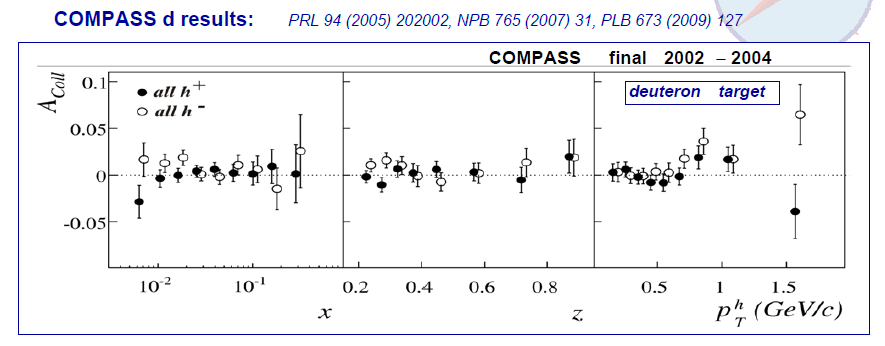 COMPASS d results: PRL 94 (2005) 202002, NPB 765 (2007) 31, PLB 673 (2009) 127
COMPASS final 2002 – 2004
A_Coll
0.1
0.05
0
-0.05
all h+
all h-
deuteron target
10^-2 10^-1 0.2 0.4 0.6 0.8 0.5 1 1.5
x z p_T^h (GeV/c)